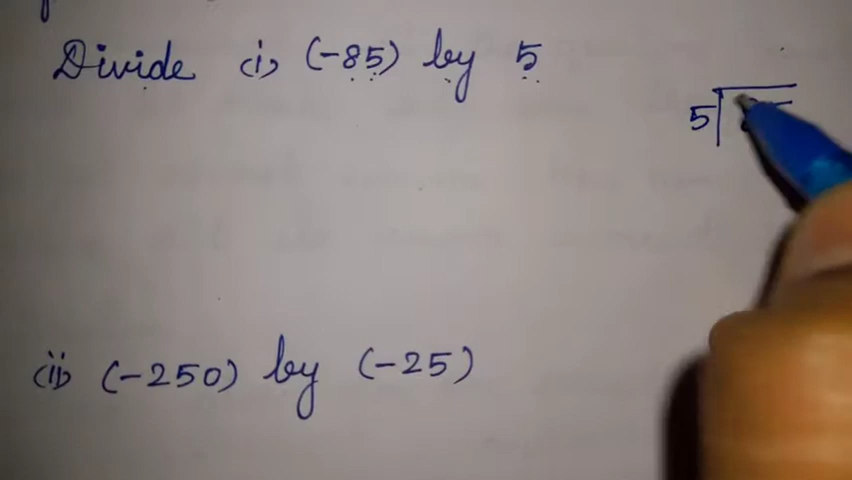 Divide (i) (-85) by 5
5
(ii) (-250) by (-25)